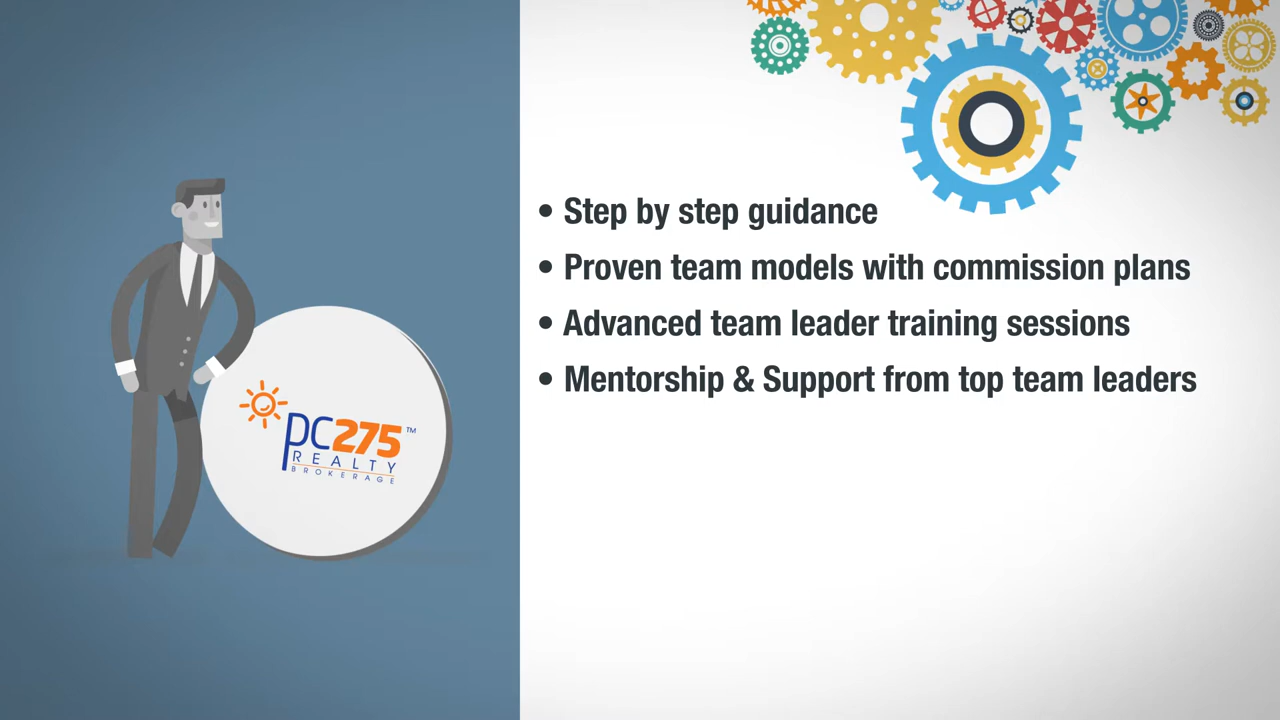 • Step by step guidance
• Proven team models with commission plans
• Advanced team leader training sessions
• Mentorship & Support from top team leaders
pc275™
REALTY
BROKERAGE